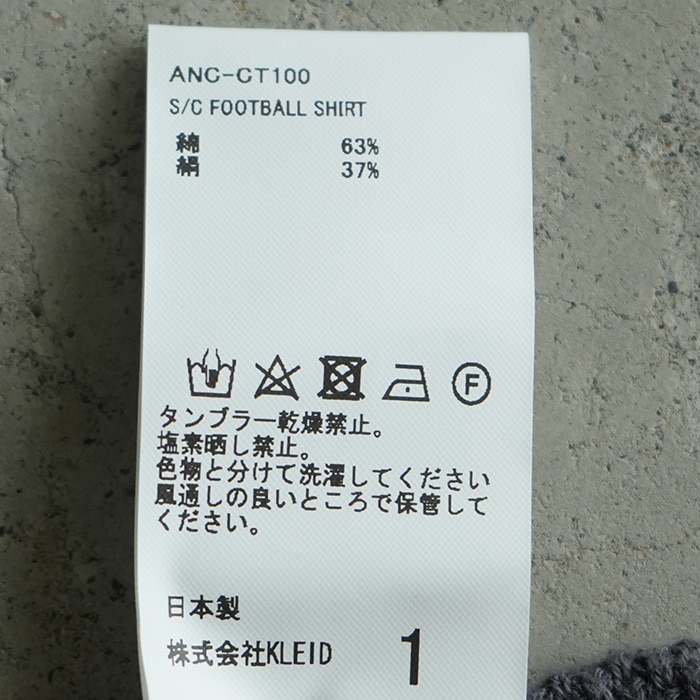 ANC-CT100
S/C FOOTBALL SHIRT
綿 63%
絹 37%
F
タンブラー乾燥禁止。
塩素晒し禁止。
色物と分けて洗濯してください
風通しの良いところで保管して
ください。
日本製
株式会社KLEID
1